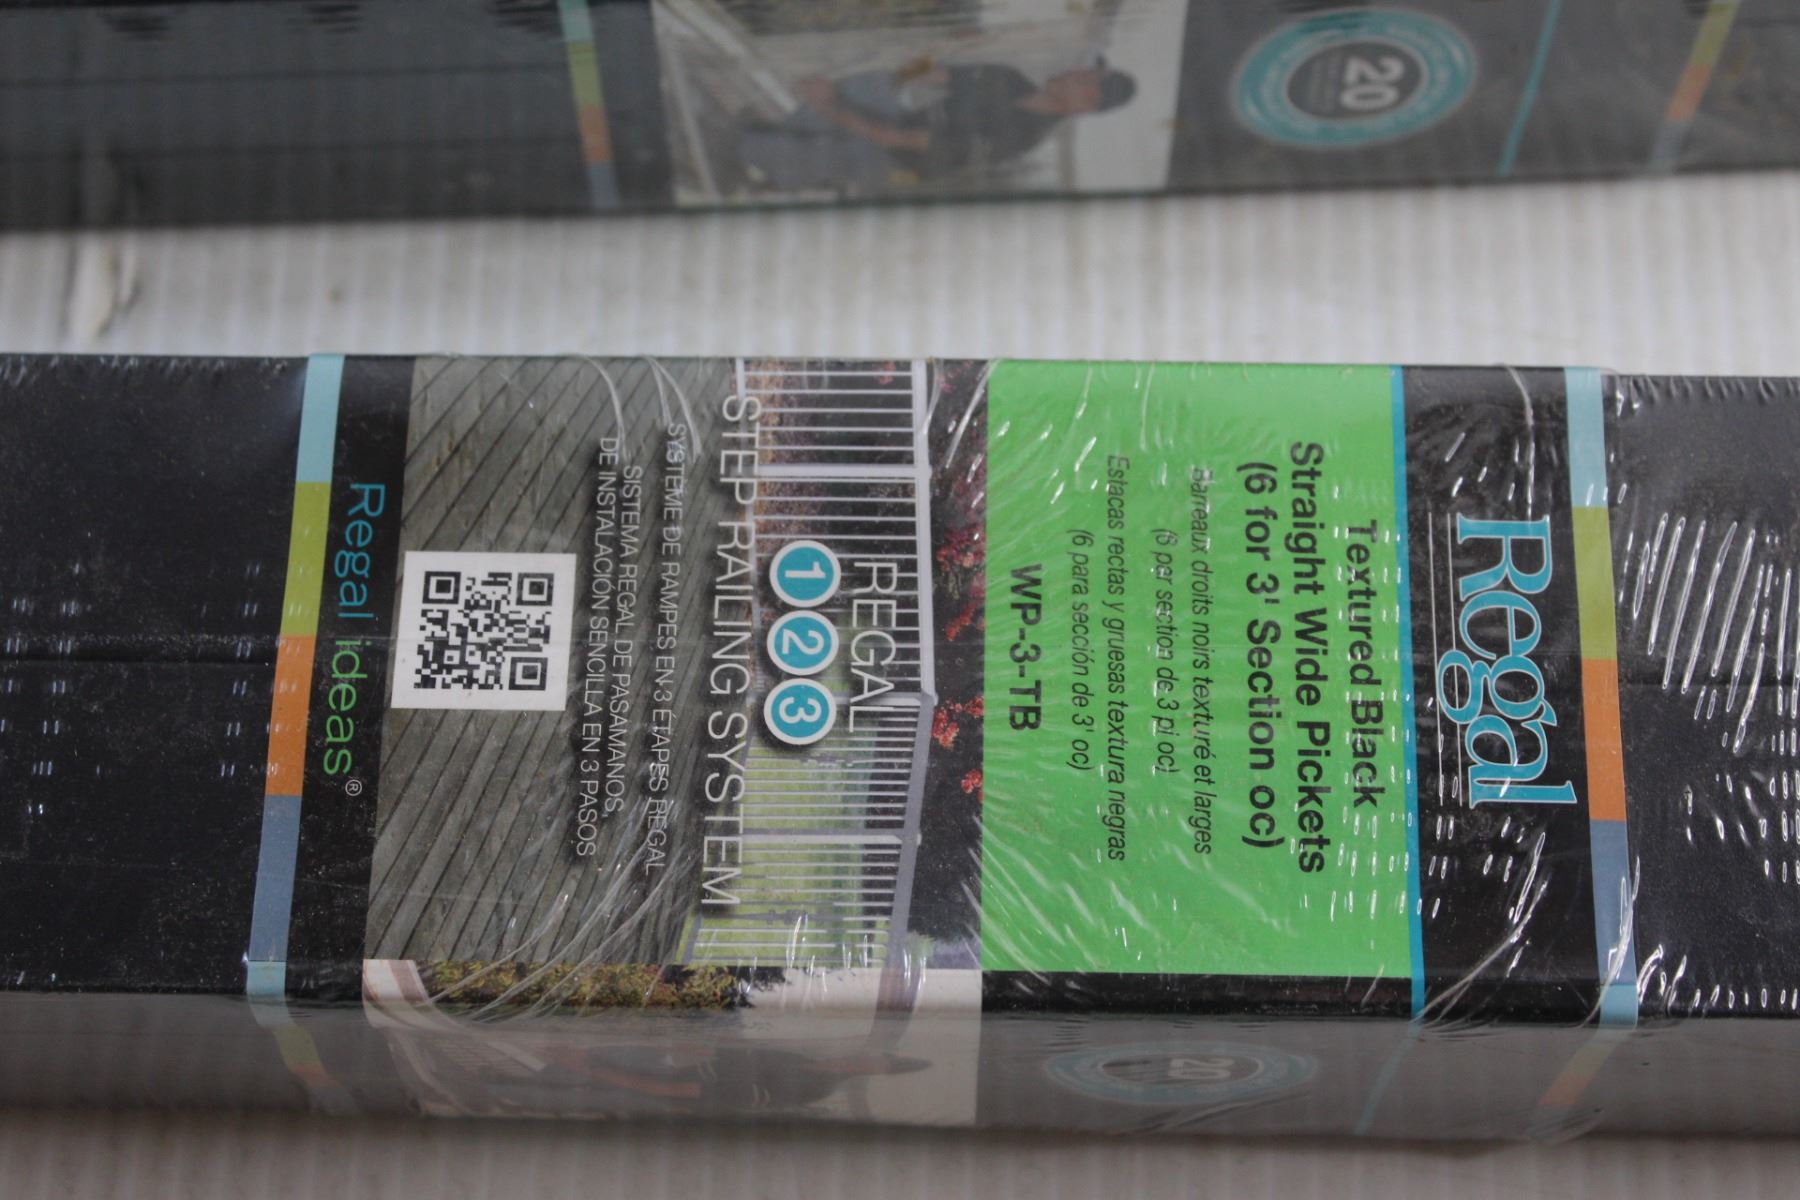 Regal
Textured Black
Straight Wide Pickets
(6 for 3' Section oc)
Barreaux droits noirs texturé et larges
(6 par section de 3 pi oc)
Estacas rectas y gruesas textura negras
(6 para sección de 3' oc)
WP-3-TB
REGAL
1 2 3
STEP RAILING SYSTEM
SYSTÈME DE RAMPES EN 3 ÉTAPES REGAL
SISTEMA REGAL DE PASAMANOS,
DE INSTALACIÓN SENCILLA EN 3 PASOS
Regal ideas®
20
20